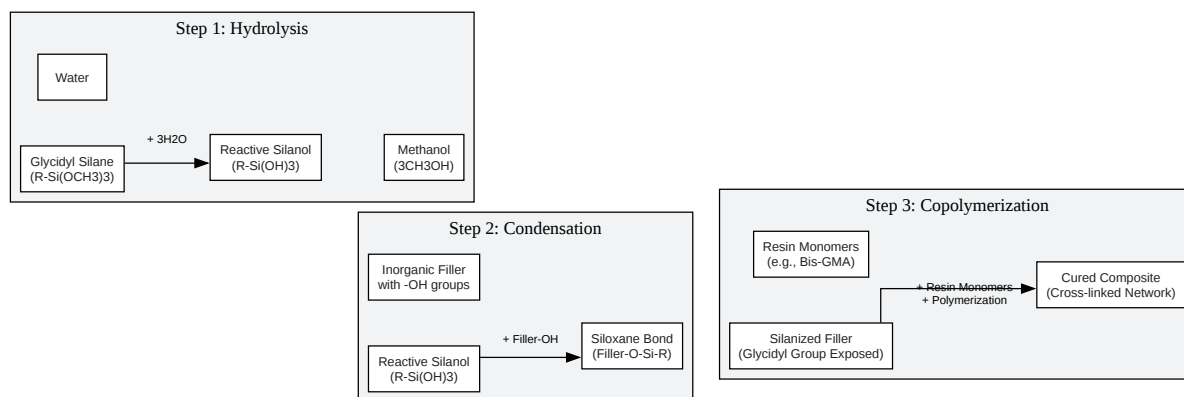 Step 1: Hydrolysis
Water
+ 3H2O
Glycidyl Silane
(R-Si(OCH3)3)
Reactive Silanol
(R-Si(OH)3)
Methanol
(3CH3OH)
Step 2: Condensation
Inorganic Filler
with -OH groups
+ Filler-OH
Reactive Silanol
(R-Si(OH)3)
Siloxane Bond
(Filler-O-Si-R)
Step 3: Copolymerization
Resin Monomers
(e.g., Bis-GMA)
+ Resin Monomers
+ Polymerization
Cured Composite
(Cross-linked Network)
Silanized Filler
(Glycidyl Group Exposed)